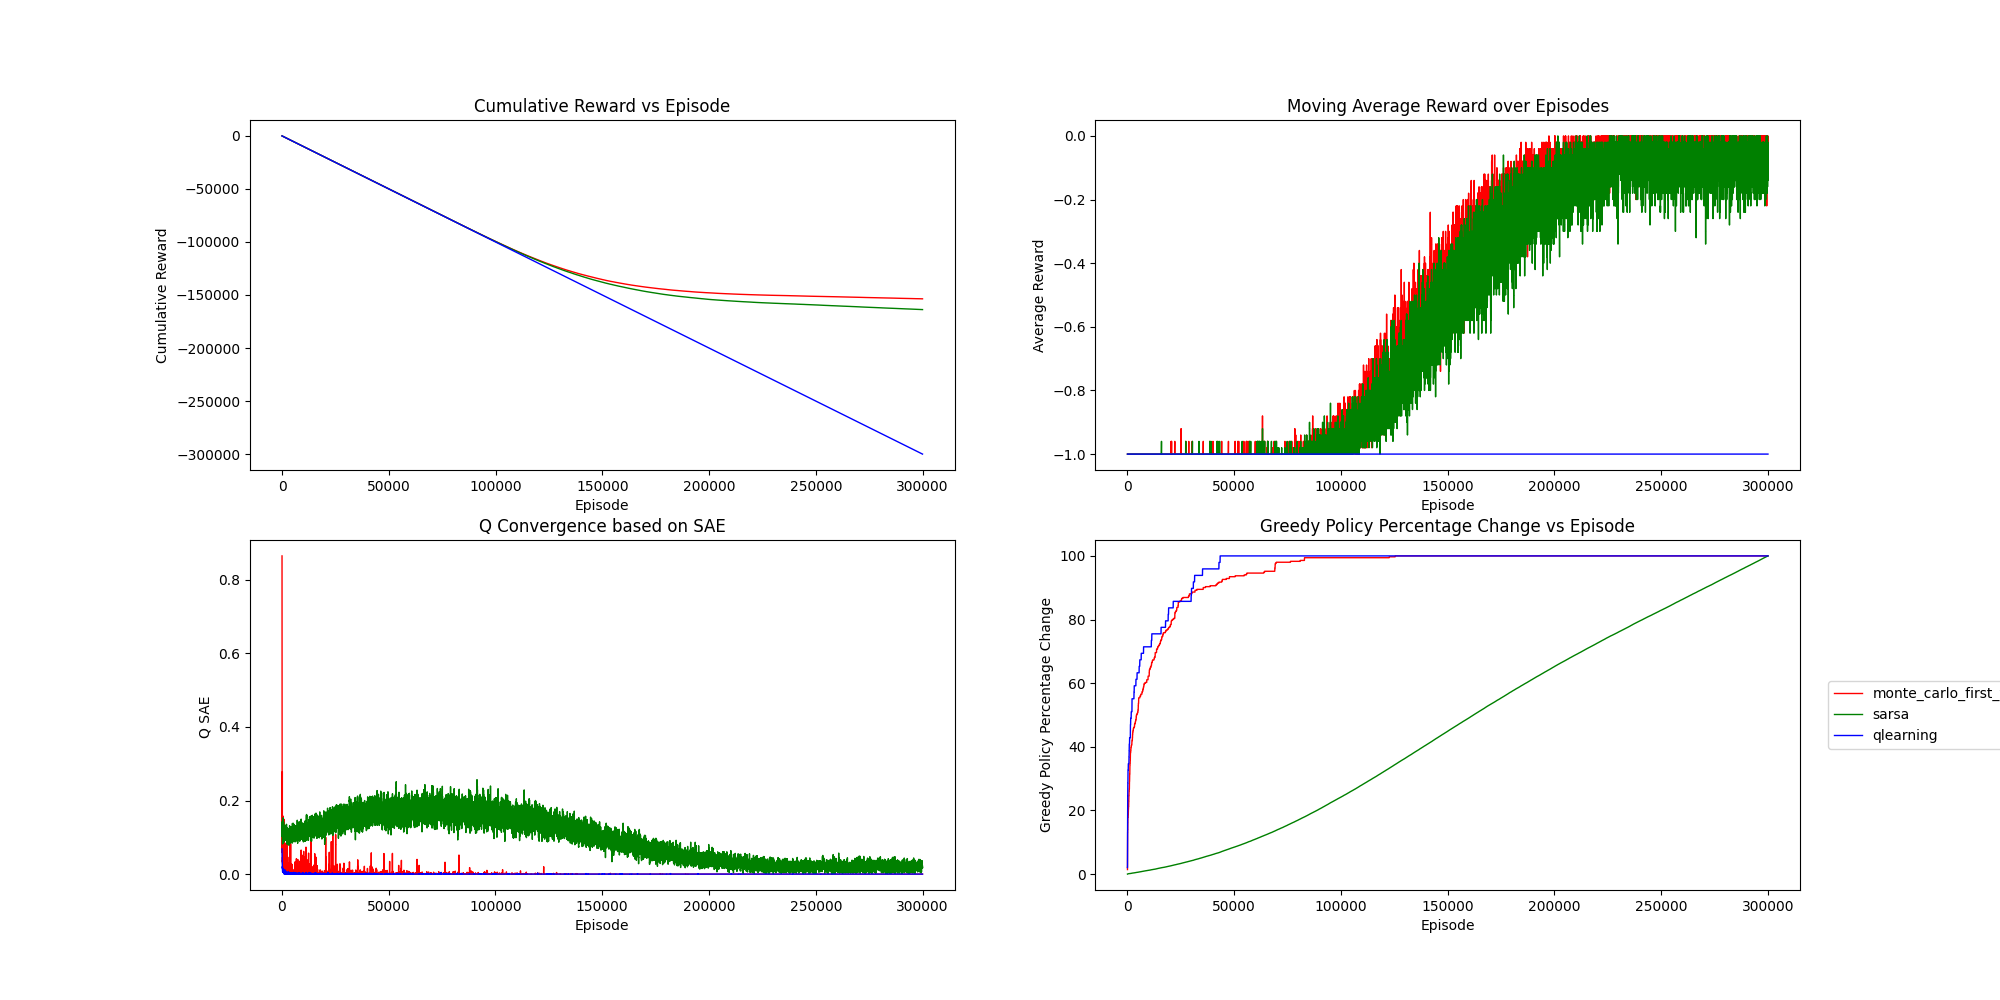 Cumulative Reward vs Episode
0
−50000
−100000
−150000
−200000
−250000
−300000
Cumulative Reward
0 50000 100000 150000 200000 250000 300000
Episode
Moving Average Reward over Episodes
0.0
−0.2
−0.4
−0.6
−0.8
−1.0
Average Reward
0 50000 100000 150000 200000 250000 300000
Episode
Q Convergence based on SAE
0.8
0.6
0.4
0.2
0.0
Q SAE
0 50000 100000 150000 200000 250000 300000
Episode
Greedy Policy Percentage Change vs Episode
100
80
60
40
20
0
Greedy Policy Percentage Change
0 50000 100000 150000 200000 250000 300000
Episode
monte_carlo_first_
sarsa
qlearning